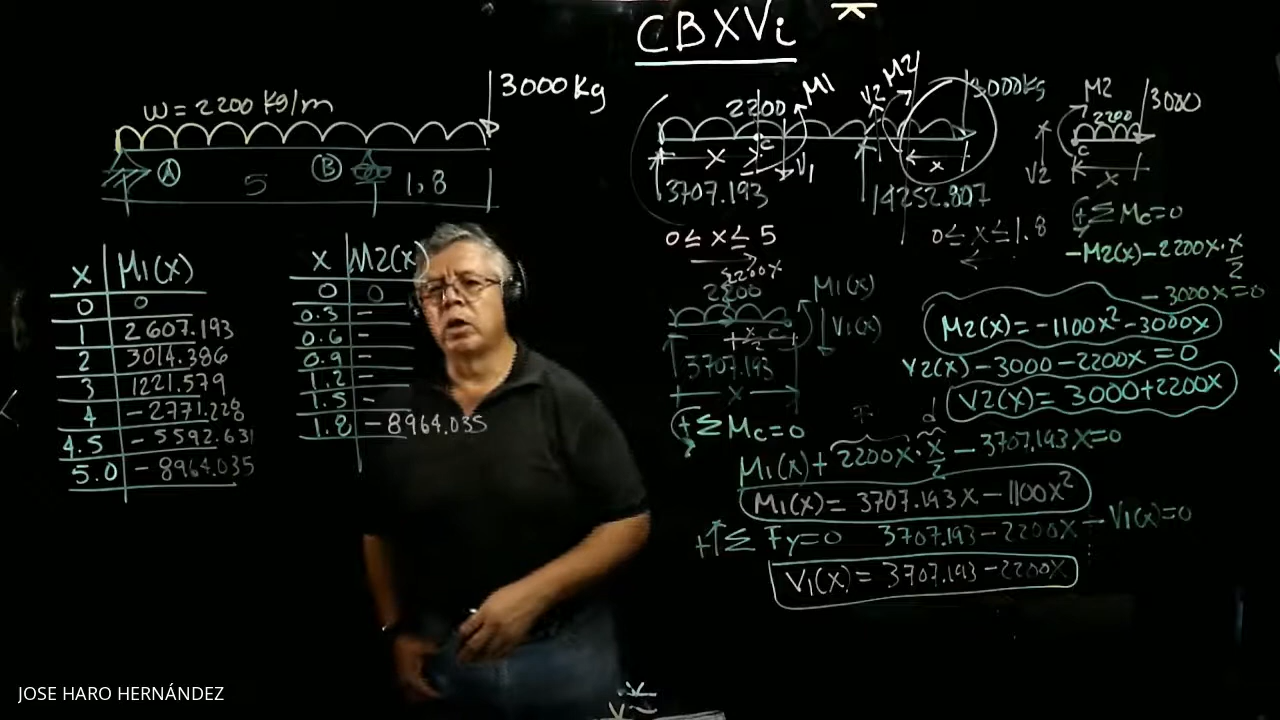 CBXVi
w = 2200 Kg/m
3000 Kg
A
B
5
1,8
x M1(x)
0 0
1 2607.193
2 3014.386
3 1221.579
4 -2771.228
4.5 -5592.631
5.0 -8964.035
x M2(x)
0 0
0.3 -
0.6 -
0.9 -
1.2 -
1.5 -
1.8 -8964.035
2200
M1
V2
M2
3000Kg
x
c
V1
x
3707.193
14252.807
0≤x≤5
0≤x≤1.8
M2
3000
2200
c
V2
x
+ΣMc=0
-M2(x)-2200x·x/2
-3000x=0
M2(x)=-1100x²-3000x
V2(x)-3000-2200x=0
V2(x)=3000+2200x
2200x
2200
M1(x)
V1(x)
x/2
c
3707.193
x
+ΣMc=0
F
d
M1(x)+2200x·x/2-3707.193x=0
M1(x)=3707.193x-1100x²
+↑ΣFy=0 3707.193-2200x-V1(x)=0
V1(x)=3707.193-2200x
JOSE HARO HERNÁNDEZ